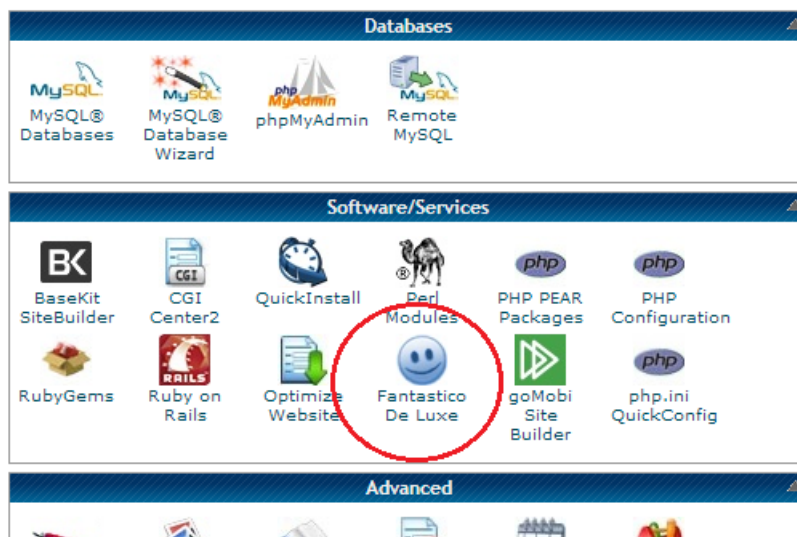 Databases
MySQL
MySQL
php
MyAdmin
MySQL
MySQL®
Databases
MySQL®
Database
Wizard
phpMyAdmin
Remote
MySQL
Software/Services
BK
CGI
®
php
php
BaseKit
SiteBuilder
CGI
Center2
QuickInstall
Perl
Modules
PHP PEAR
Packages
PHP
Configuration
RAILS
php
RubyGems
Ruby on
Rails
Optimize
Website
Fantastico
De Luxe
goMobi
Site
Builder
php.ini
QuickConfig
Advanced